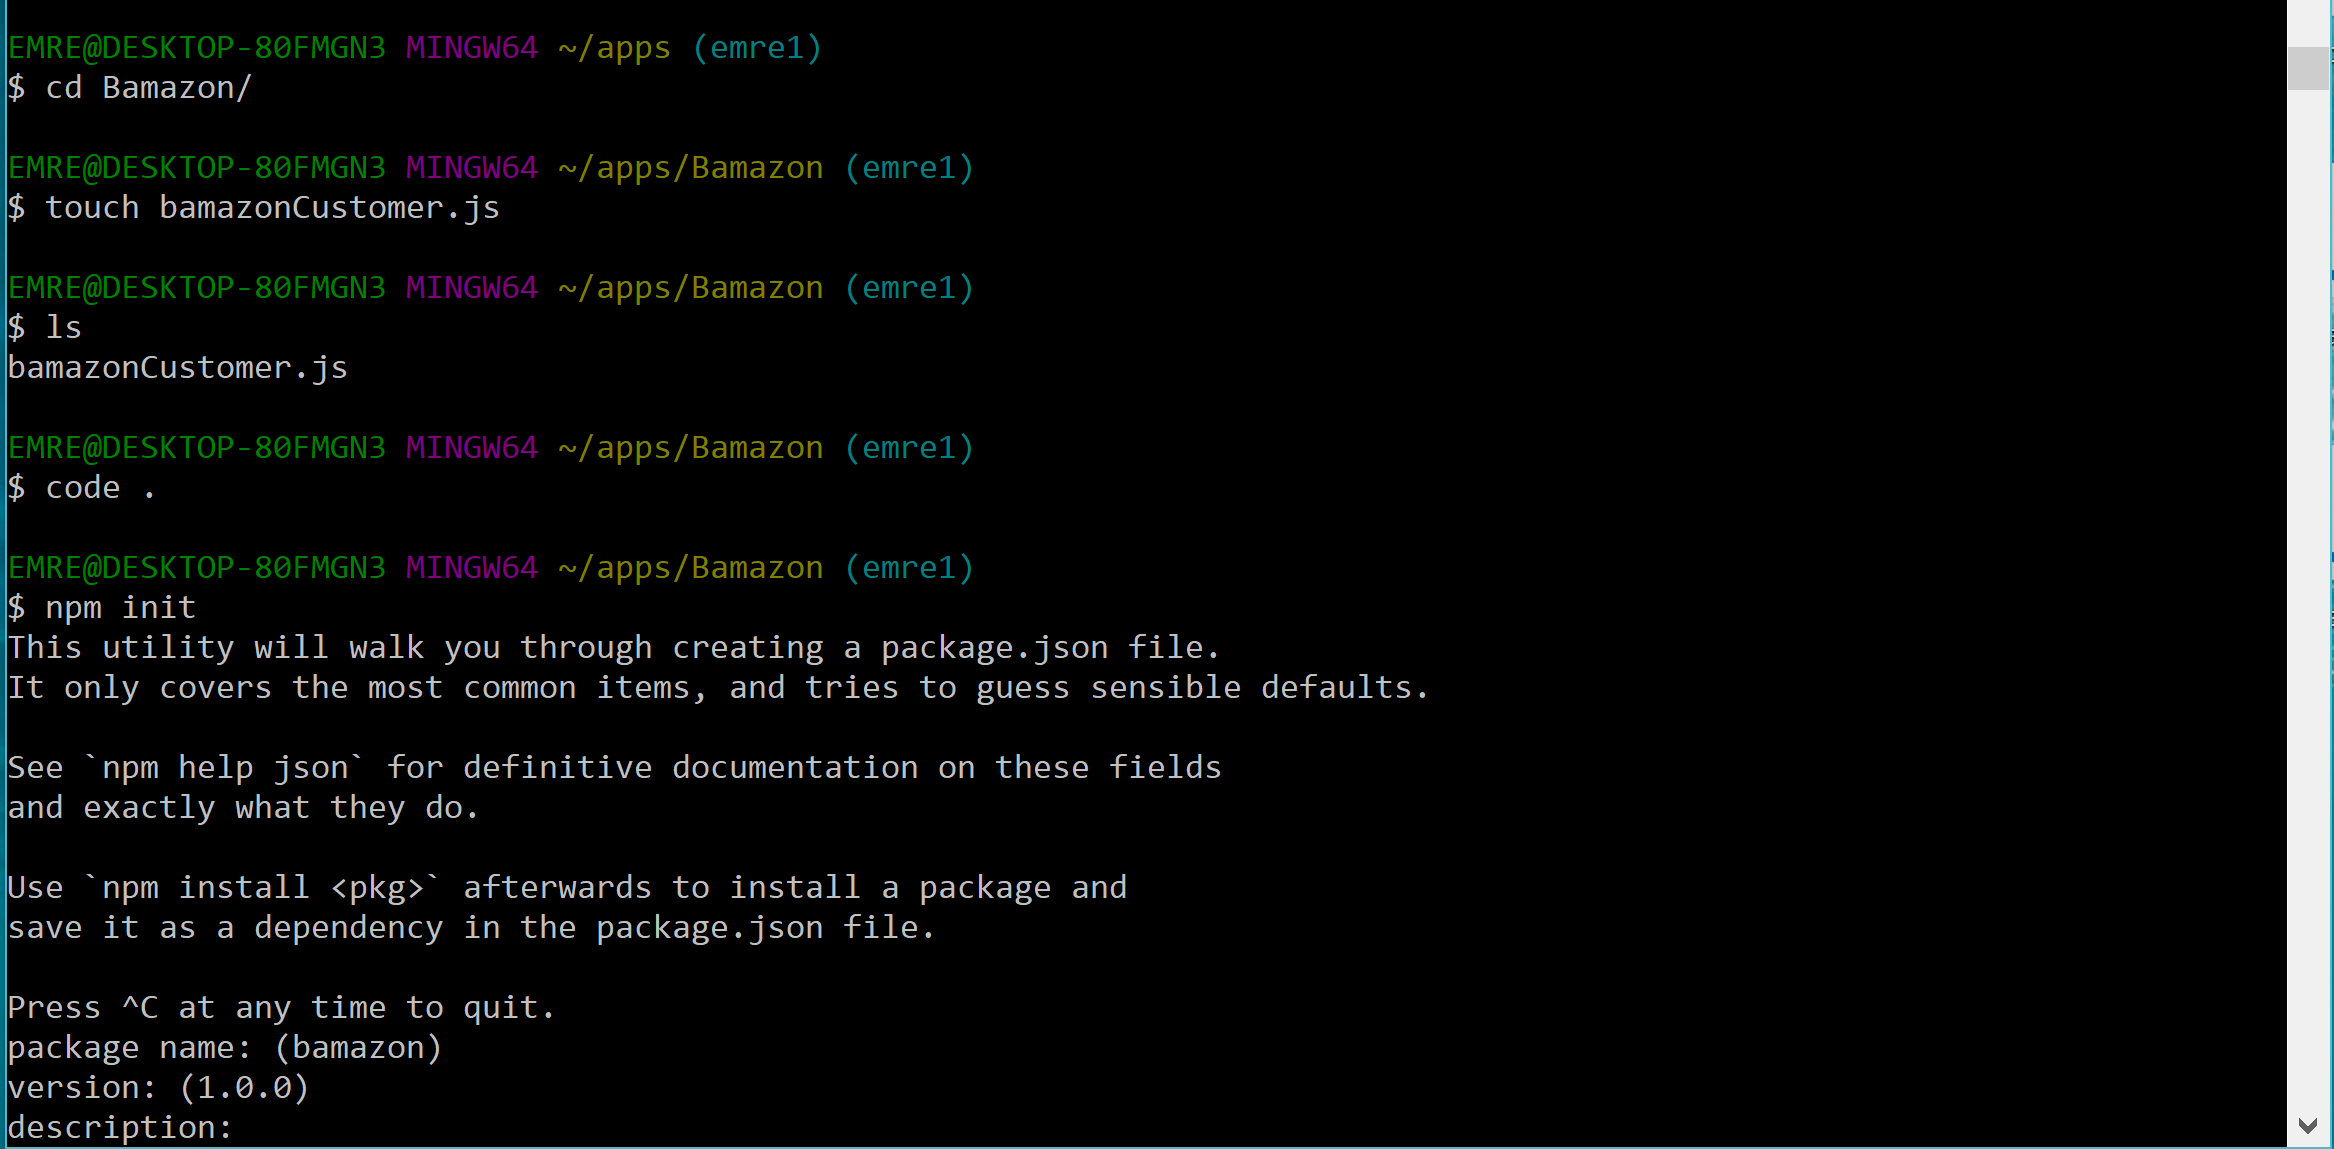 EMRE@DESKTOP-80FMGN3 MINGW64 ~/apps (emre1)
$ cd Bamazon/
EMRE@DESKTOP-80FMGN3 MINGW64 ~/apps/Bamazon (emre1)
$ touch bamazonCustomer.js
EMRE@DESKTOP-80FMGN3 MINGW64 ~/apps/Bamazon (emre1)
$ ls
bamazonCustomer.js
EMRE@DESKTOP-80FMGN3 MINGW64 ~/apps/Bamazon (emre1)
$ code .
EMRE@DESKTOP-80FMGN3 MINGW64 ~/apps/Bamazon (emre1)
$ npm init
This utility will walk you through creating a package.json file.
It only covers the most common items, and tries to guess sensible defaults.
See `npm help json` for definitive documentation on these fields
and exactly what they do.
Use `npm install <pkg>` afterwards to install a package and
save it as a dependency in the package.json file.
Press ^C at any time to quit.
package name: (bamazon)
version: (1.0.0)
description: